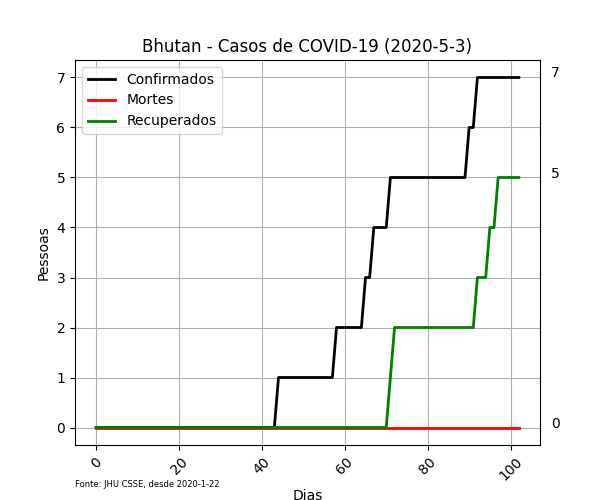 Bhutan - Casos de COVID-19 (2020-5-3)
Confirmados
Mortes
Recuperados
Pessoas
7
6
5
4
3
2
1
0
7
5
0
0
20
40
60
80
100
Fonte: JHU CSSE, desde 2020-1-22
Dias